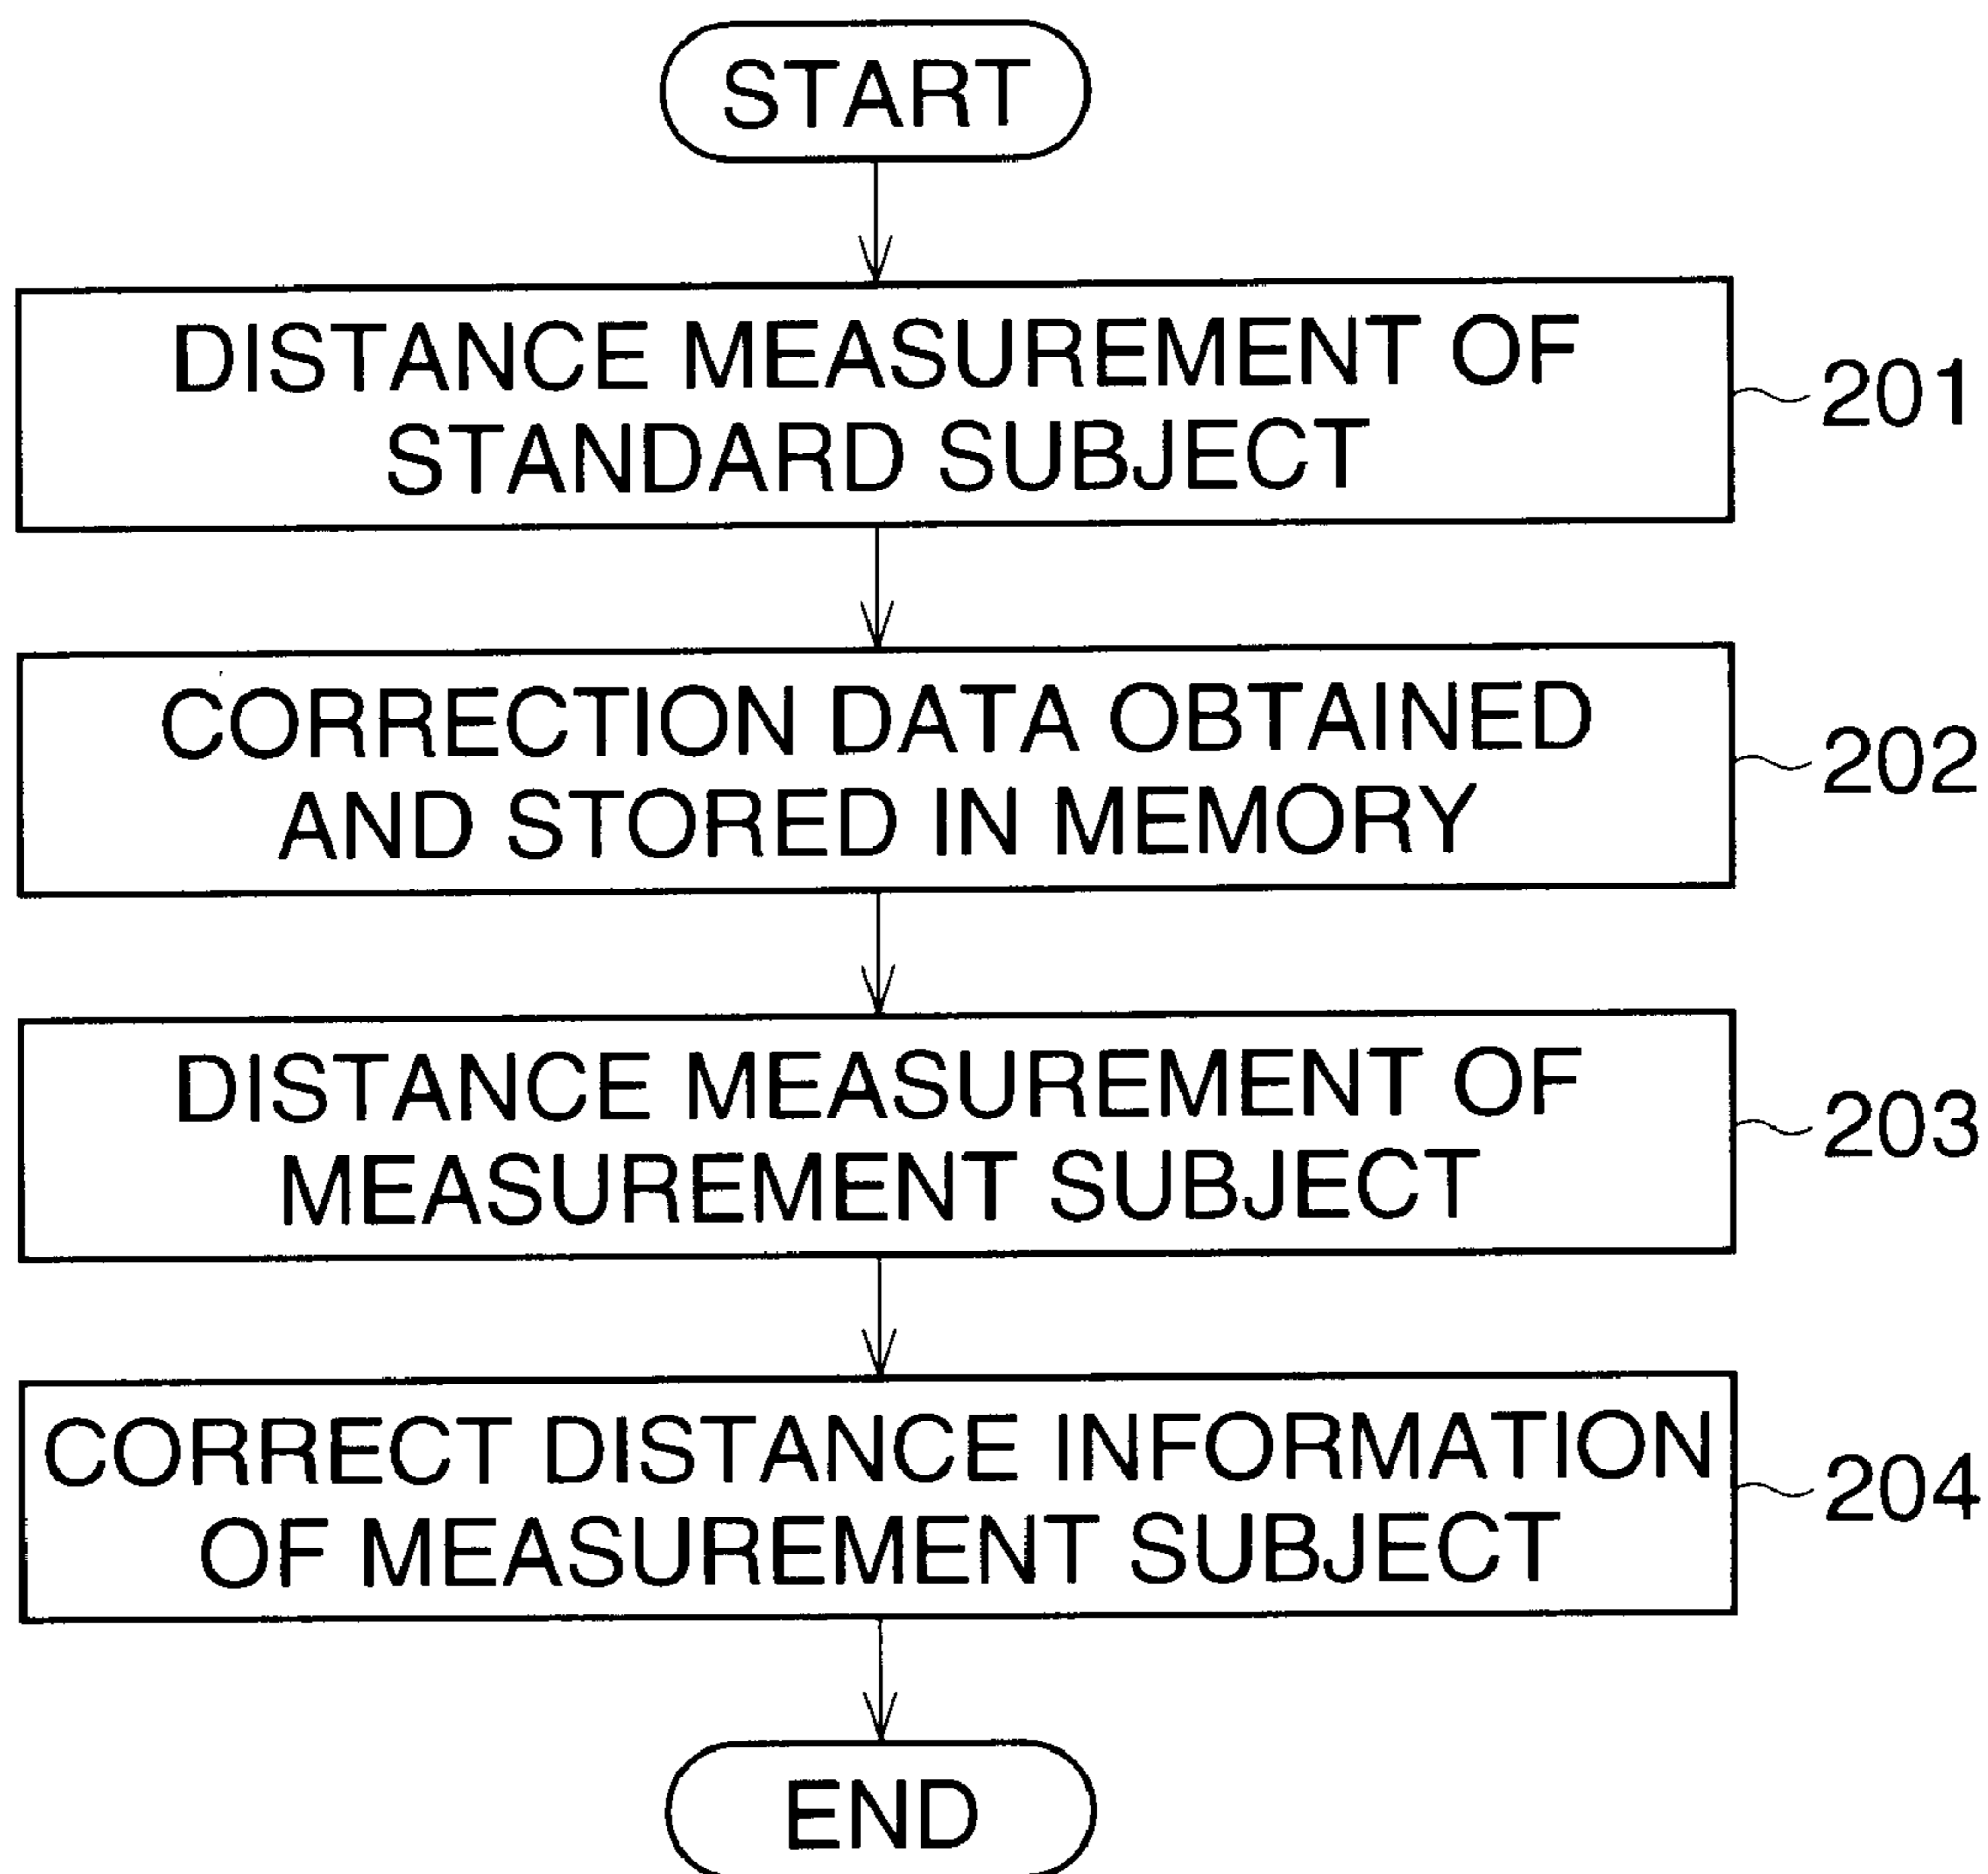 START
DISTANCE MEASUREMENT OF
STANDARD SUBJECT
201
CORRECTION DATA OBTAINED
AND STORED IN MEMORY
202
DISTANCE MEASUREMENT OF
MEASUREMENT SUBJECT
203
CORRECT DISTANCE INFORMATION
OF MEASUREMENT SUBJECT
204
END